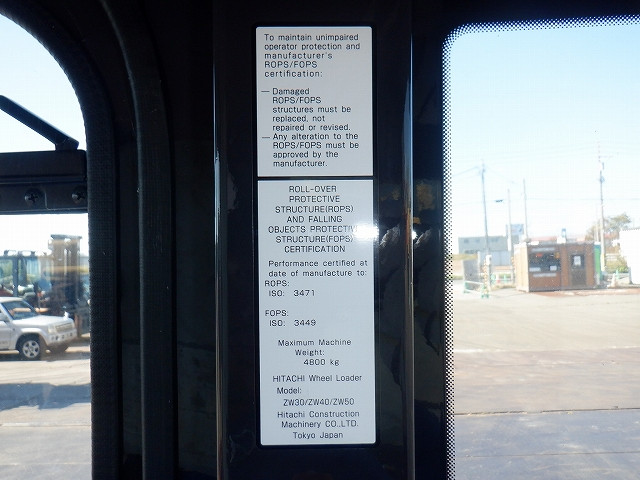 To maintain unimpaired
operator protection and
manufacturer's
ROPS/FOPS
certification:
— Damaged
ROPS/FOPS
structures must be
replaced, not
repaired or revised.
— Any alteration to the
ROPS/FOPS must be
approved by the
manufacturer.
ROLL-OVER
PROTECTIVE
STRUCTURE(ROPS)
AND FALLING
OBJECTS PROTECTIVE
STRUCTURE(FOPS)
CERTIFICATION
Performance certified at
date of manufacture to:
ROPS:
ISO: 3471
FOPS:
ISO: 3449
Maximum Machine
Weight:
4800 kg
HITACHI Wheel Loader
Model:
ZW30/ZW40/ZW50
Hitachi Construction
Machinery CO.,LTD.
Tokyo Japan